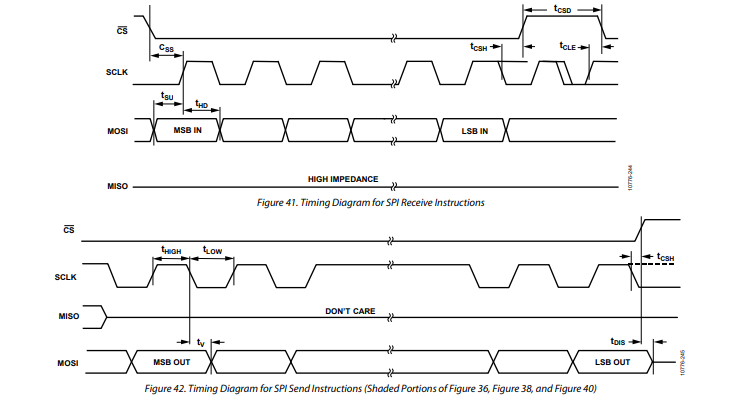 tCSD
CS
CSS
tCSH
tCLE
SCLK
tSU
tHD
MOSI
MSB IN
LSB IN
MISO
HIGH IMPEDANCE
10776-244
Figure 41. Timing Diagram for SPI Receive Instructions
CS
tHIGH
tLOW
tCSH
SCLK
MISO
DON'T CARE
tV
tDIS
MOSI
MSB OUT
LSB OUT
10776-245
Figure 42. Timing Diagram for SPI Send Instructions (Shaded Portions of Figure 36, Figure 38, and Figure 40)